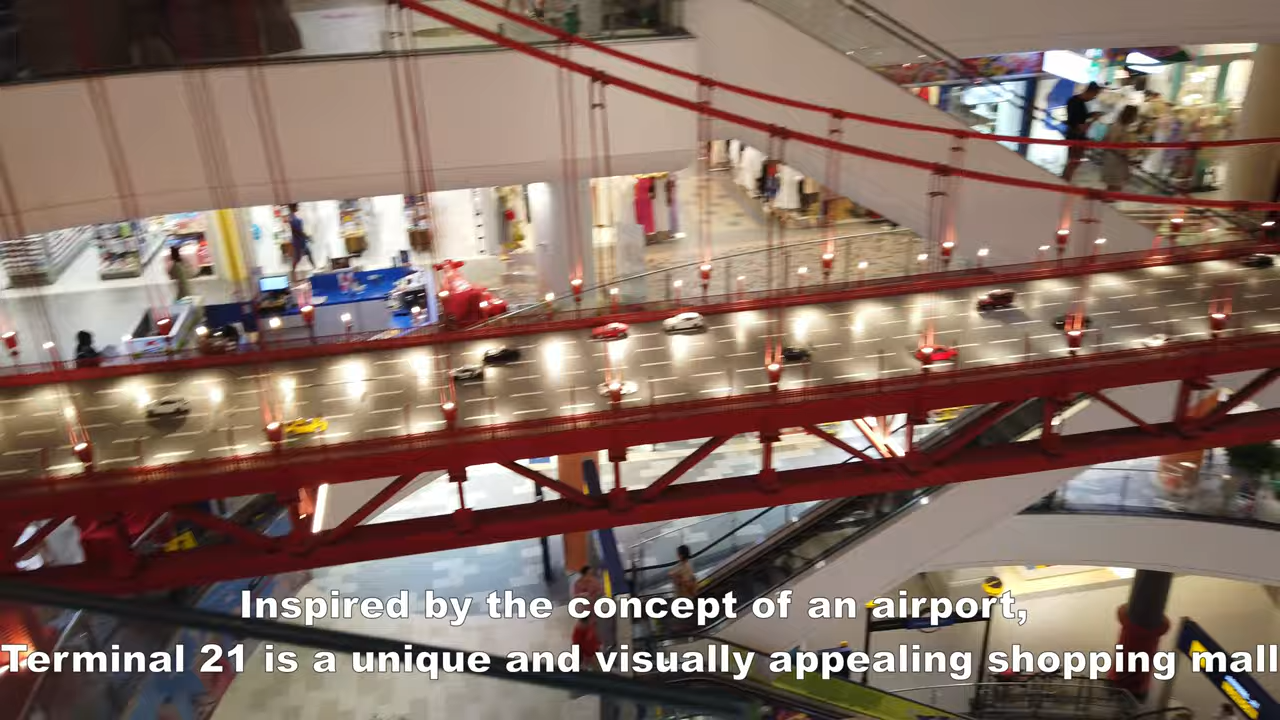 Inspired by the concept of an airport,
Terminal 21 is a unique and visually appealing shopping mall